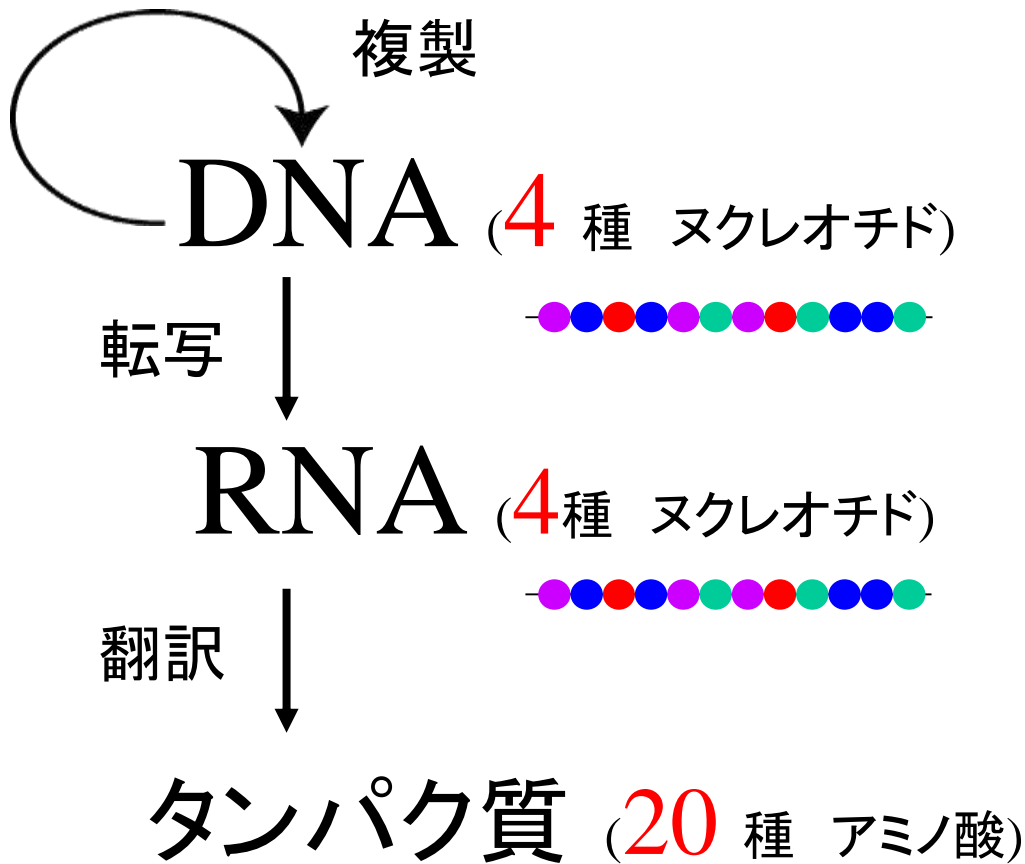 複製
DNA (4 種 ヌクレオチド)
転写
RNA (4種 ヌクレオチド)
翻訳
タンパク質 (20 種 アミノ酸)